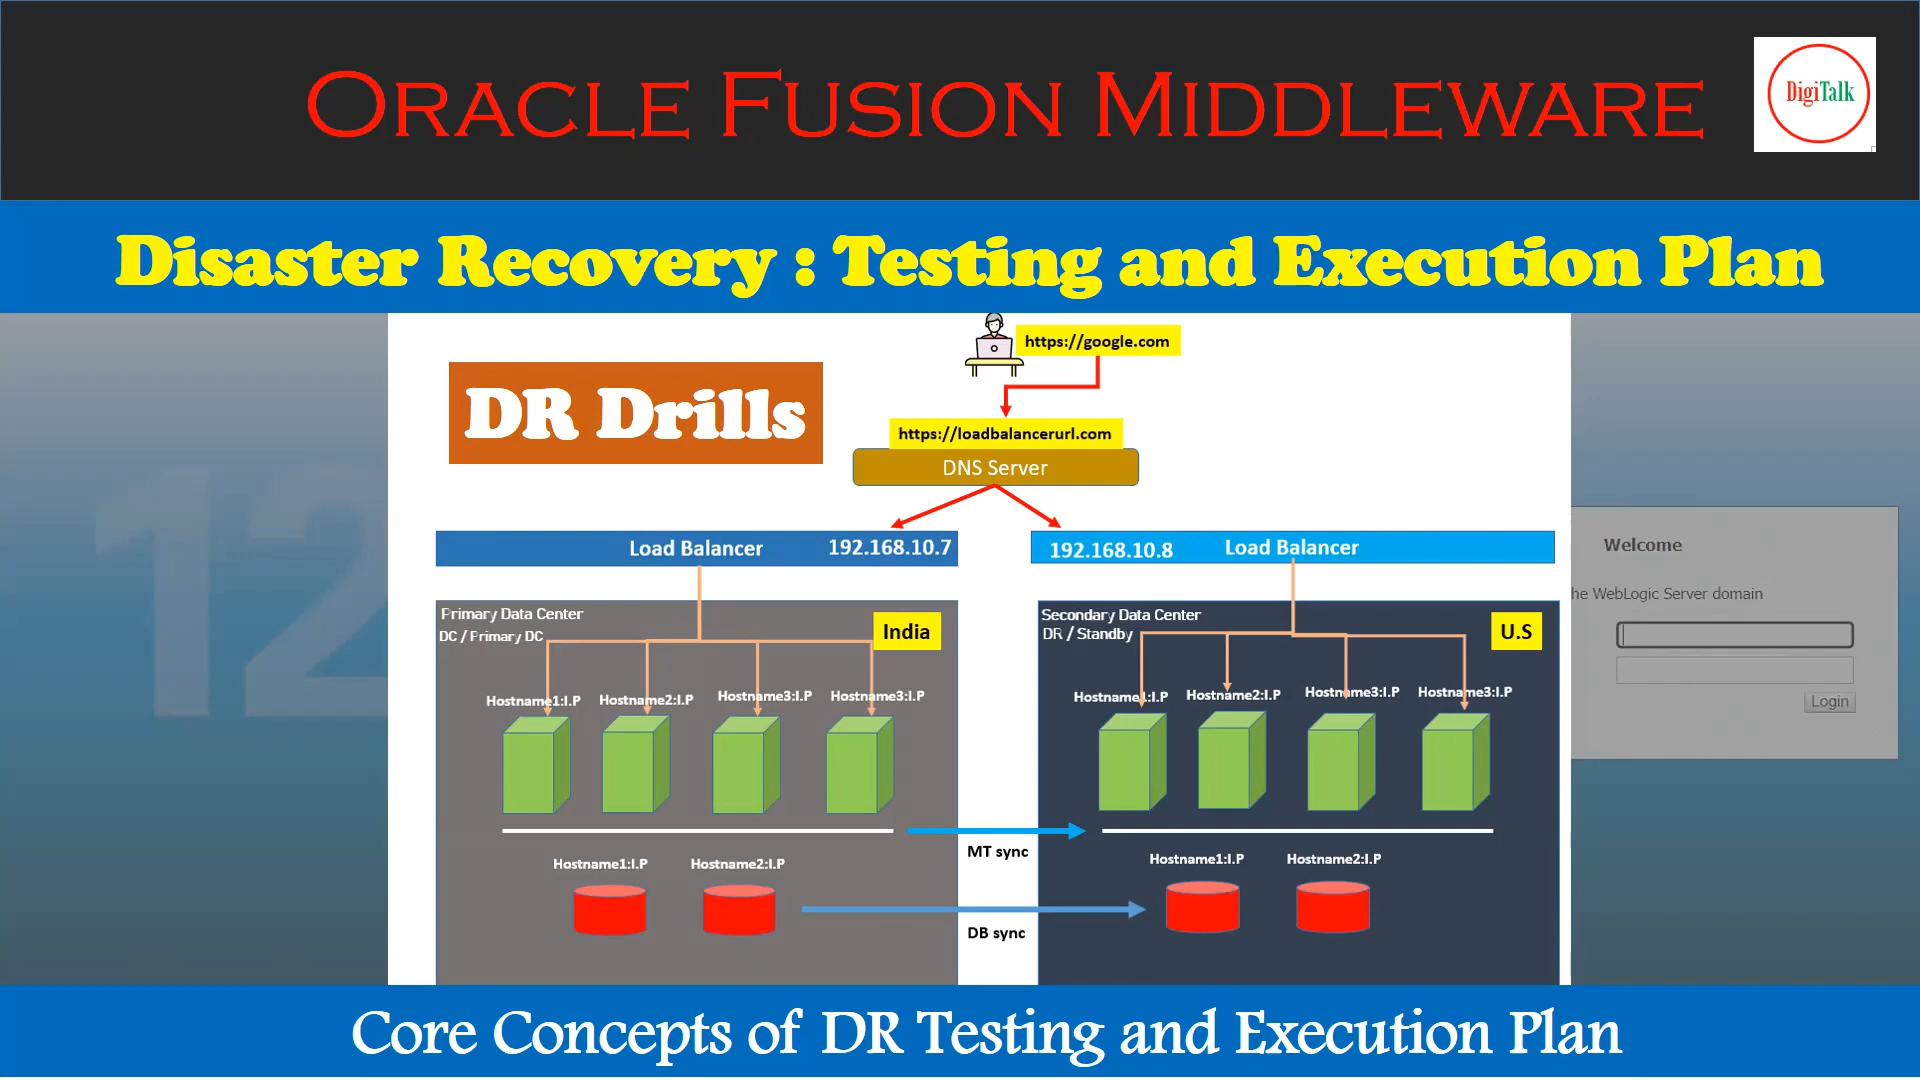 ORACLE FUSION MIDDLEWARE
DigiTalk
Disaster Recovery : Testing and Execution Plan
https://google.com
DR Drills
https://loadbalancerurl.com
DNS Server
Load Balancer 192.168.10.7
192.168.10.8 Load Balancer
12
Welcome
he WebLogic Server domain
Login
Primary Data Center
DC / Primary DC
India
Hostname1:I.P Hostname2:I.P Hostname3:I.P Hostname3:I.P
Secondary Data Center
DR / Standby
U.S
Hostname1:I.P Hostname2:I.P Hostname3:I.P Hostname3:I.P
MT sync
Hostname1:I.P Hostname2:I.P
Hostname1:I.P Hostname2:I.P
DB sync
Core Concepts of DR Testing and Execution Plan